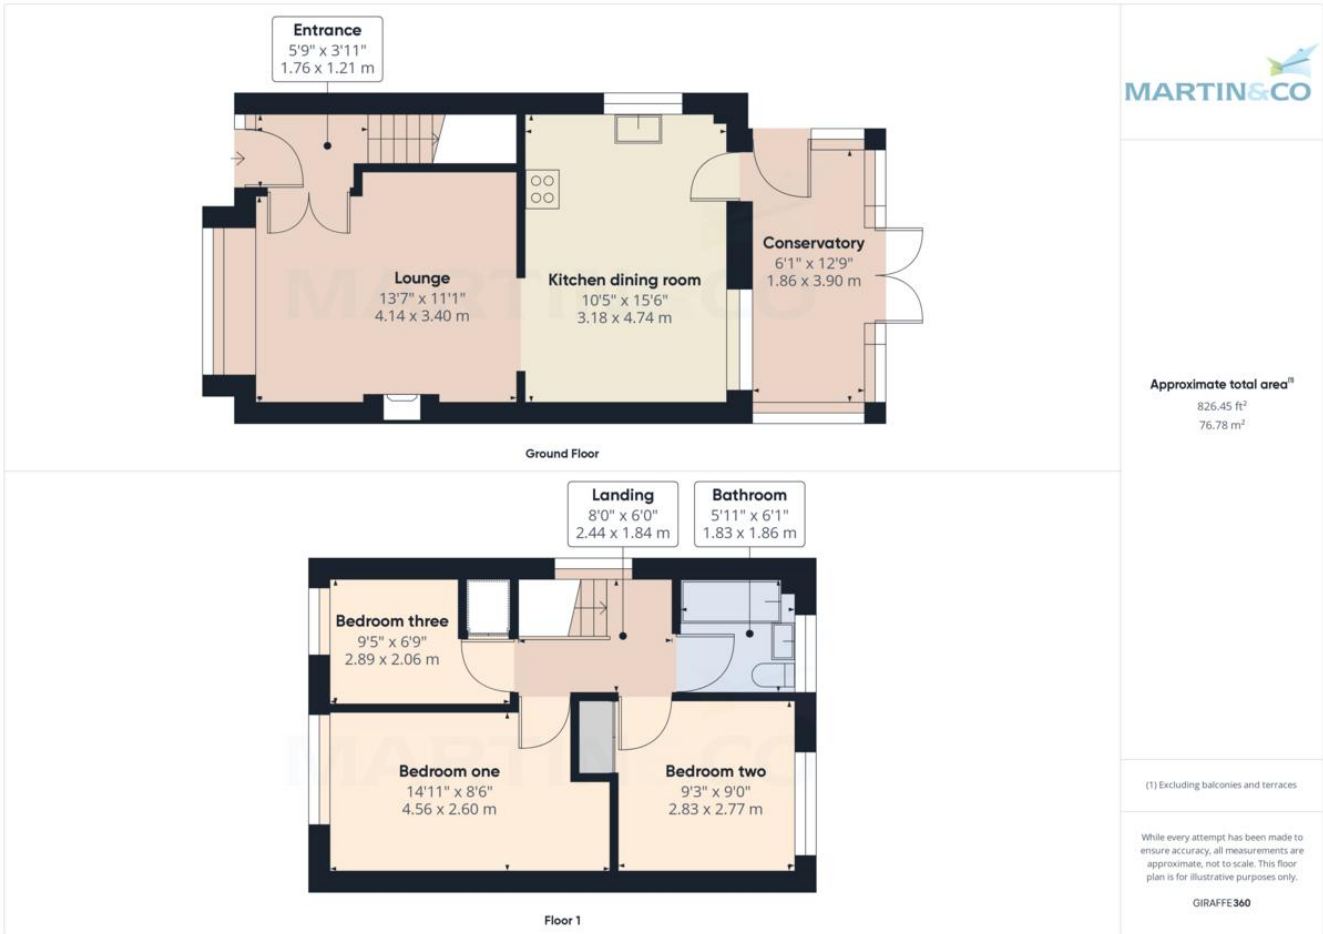 Entrance
5'9" x 3'11"
1.76 x 1.21 m
MARTIN&CO
Lounge
13'7" x 11'1"
4.14 x 3.40 m
Kitchen dining room
10'5" x 15'6"
3.18 x 4.74 m
Conservatory
6'1" x 12'9"
1.86 x 3.90 m
MARTIN&CO
Ground Floor
Approximate total area⁽¹⁾
826.45 ft²
76.78 m²
Landing
8'0" x 6'0"
2.44 x 1.84 m
Bathroom
5'11" x 6'1"
1.83 x 1.86 m
Bedroom three
9'5" x 6'9"
2.89 x 2.06 m
Bedroom one
14'11" x 8'6"
4.56 x 2.60 m
Bedroom two
9'3" x 9'0"
2.83 x 2.77 m
MARTIN&CO
Floor 1
(1) Excluding balconies and terraces
While every attempt has been made to
ensure accuracy, all measurements are
approximate, not to scale. This floor
plan is for illustrative purposes only.
GIRAFFE360